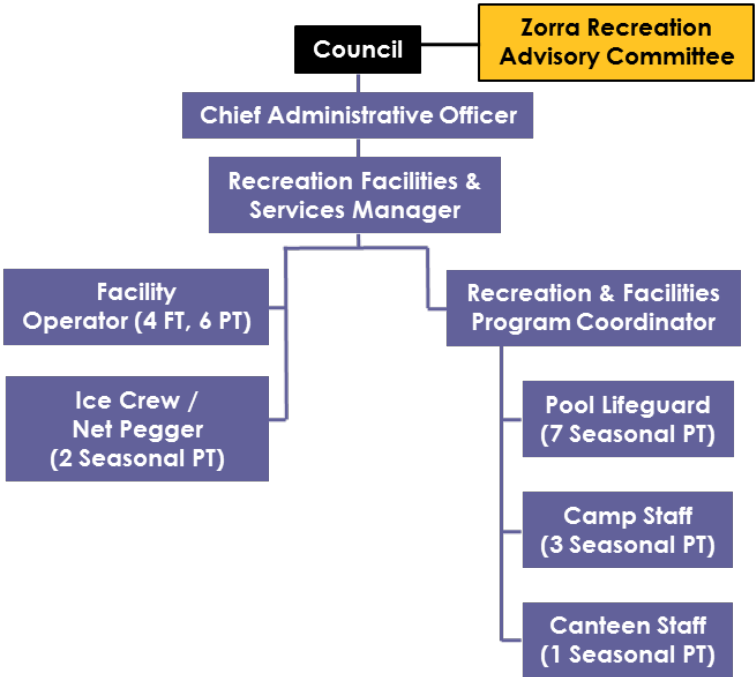 Council
Zorra Recreation
Advisory Committee
Chief Administrative Officer
Recreation Facilities &
Services Manager
Facility
Operator (4 FT, 6 PT)
Ice Crew /
Net Pegger
(2 Seasonal PT)
Recreation & Facilities
Program Coordinator
Pool Lifeguard
(7 Seasonal PT)
Camp Staff
(3 Seasonal PT)
Canteen Staff
(1 Seasonal PT)